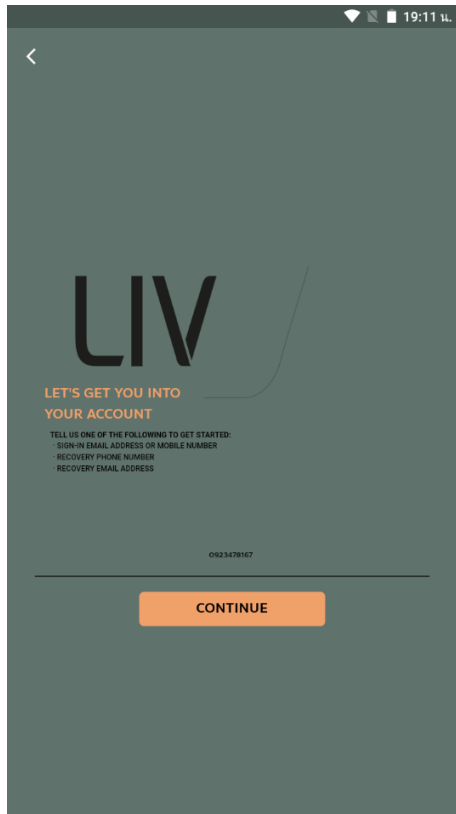 19:11 น.
LIV
LET'S GET YOU INTO
YOUR ACCOUNT
TELL US ONE OF THE FOLLOWING TO GET STARTED:
· SIGN-IN EMAIL ADDRESS OR MOBILE NUMBER
· RECOVERY PHONE NUMBER
· RECOVERY EMAIL ADDRESS
0923478167
CONTINUE